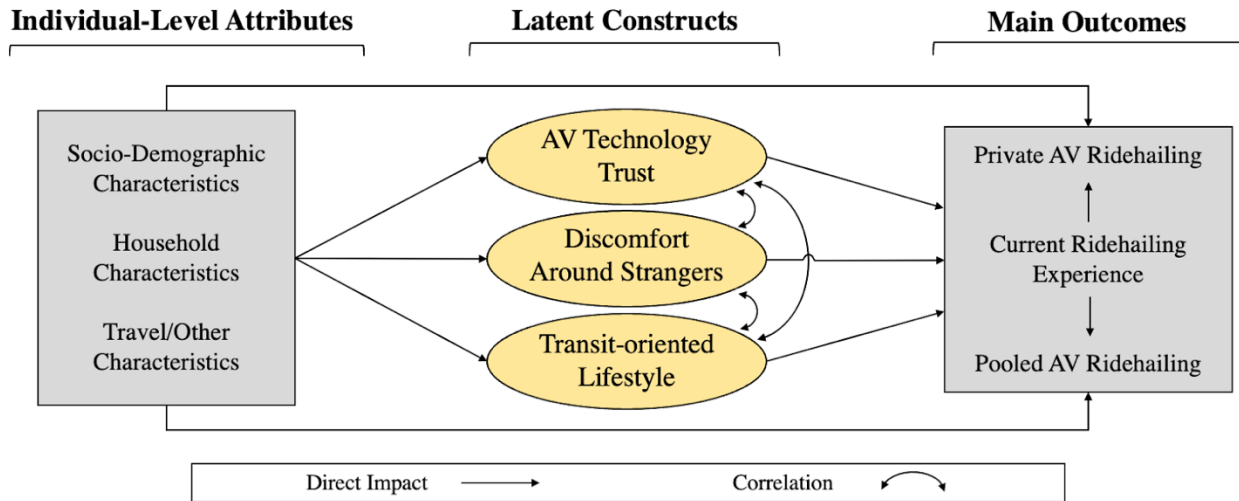 Individual-Level Attributes
Latent Constructs
Main Outcomes
Socio-Demographic
Characteristics
Household
Characteristics
Travel/Other
Characteristics
AV Technology
Trust
Discomfort
Around Strangers
Transit-oriented
Lifestyle
Private AV Ridehailing
Current Ridehailing
Experience
Pooled AV Ridehailing
Direct Impact
Correlation